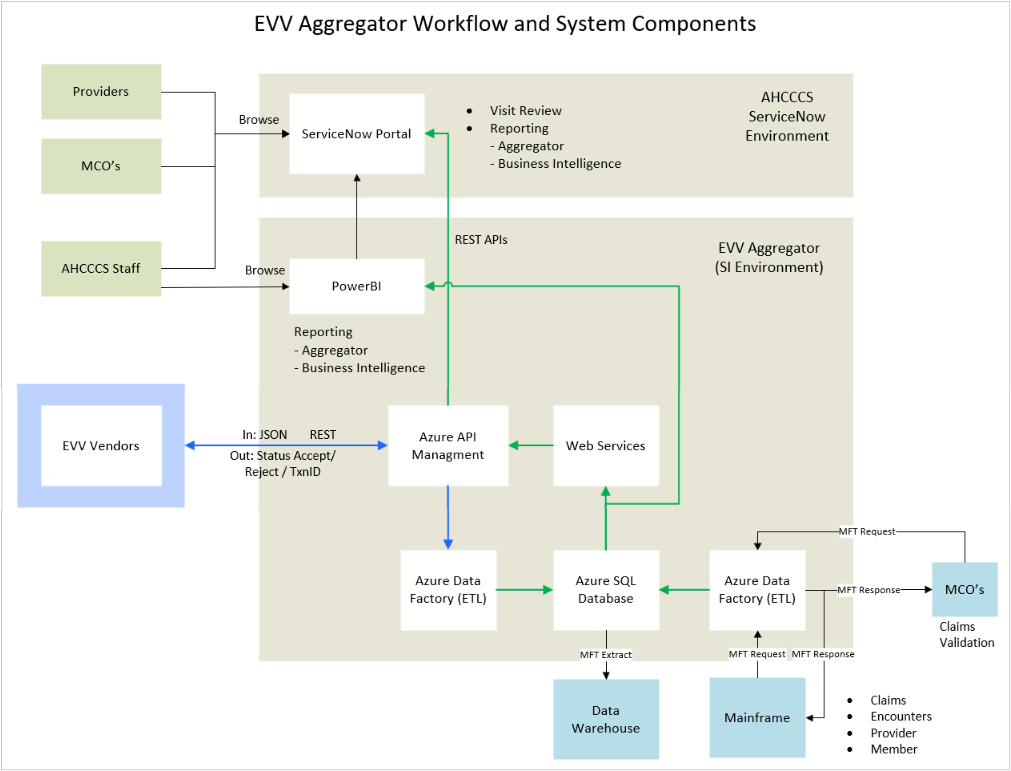 EVV Aggregator Workflow and System Components
Providers
MCO's
AHCCCS Staff
Browse
ServiceNow Portal
• Visit Review
• Reporting
- Aggregator
- Business Intelligence
AHCCCS
ServiceNow
Environment
REST APIs
EVV Aggregator
(SI Environment)
Browse
PowerBI
Reporting
- Aggregator
- Business Intelligence
EVV Vendors
In: JSON REST
Out: Status Accept/
Reject / TxnID
Azure API
Managment
Web Services
Azure Data
Factory (ETL)
Azure SQL
Database
Azure Data
Factory (ETL)
MFT Request
MFT Response
MCO's
Claims
Validation
MFT Extract
MFT Request
MFT Response
Data
Warehouse
Mainframe
• Claims
• Encounters
• Provider
• Member